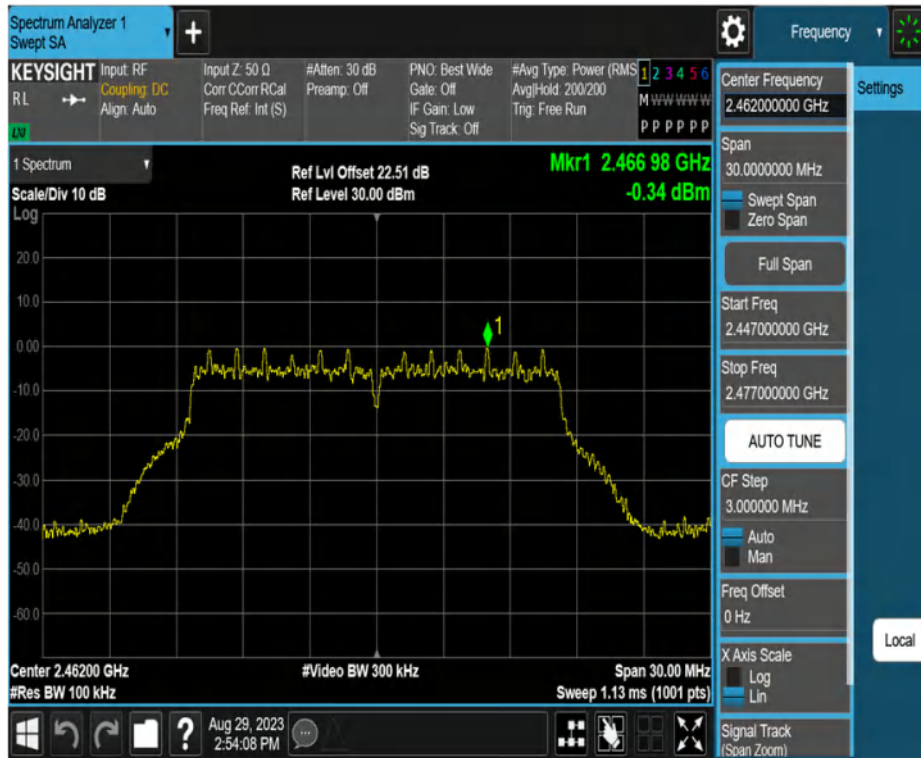 Spectrum Analyzer 1
Swept SA
+
Frequency
KEYSIGHT
RL
LNI
Input: RF
Coupling: DC
Align: Auto
Input Z: 50 Ω
Corr CCorr RCal
Freq Ref: Int (S)
#Atten: 30 dB
Preamp: Off
PNO: Best Wide
Gate: Off
IF Gain: Low
Sig Track: Off
#Avg Type: Power (RMS
Avg|Hold: 200/200
Trig: Free Run
1 2 3 4 5 6
M W W W W W
P P P P P P
1 Spectrum
Scale/Div 10 dB
Ref Lvl Offset 22.51 dB
Ref Level 30.00 dBm
Mkr1 2.466 98 GHz
-0.34 dBm
Log
20.0
10.0
0.00
-10.0
-20.0
-30.0
-40.0
-50.0
-60.0
1
Center 2.46200 GHz
#Res BW 100 kHz
#Video BW 300 kHz
Span 30.00 MHz
Sweep 1.13 ms (1001 pts)
Center Frequency
2.462000000 GHz
Span
30.0000000 MHz
Swept Span
Zero Span
Full Span
Start Freq
2.447000000 GHz
Stop Freq
2.477000000 GHz
AUTO TUNE
CF Step
3.000000 MHz
Auto
Man
Freq Offset
0 Hz
X Axis Scale
Log
Lin
Signal Track
(Span Zoom)
Settings
Local
?
Aug 29, 2023
2:54:08 PM